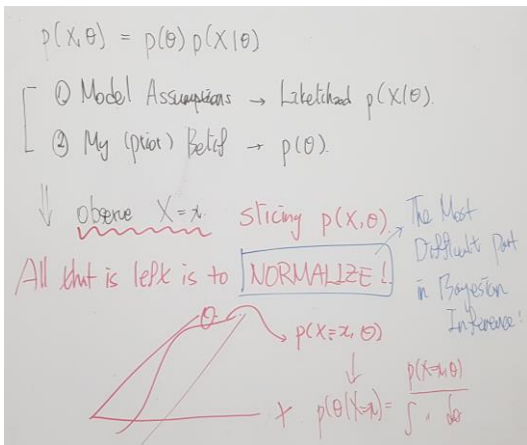 p(X,θ) = p(θ) p(X|θ)
① Model Assumptions → Likelihood p(X|θ).
② My (prior) Belief → p(θ).
⇓ observe X=x. slicing p(X,θ).
The Most
Difficult part
in Bayesian
Inference!
All that is left is to NORMALIZE!
θ
p(X=x, θ)
↓
X
p(θ|X=x) = p(X=x,θ) / ∫ " dθ